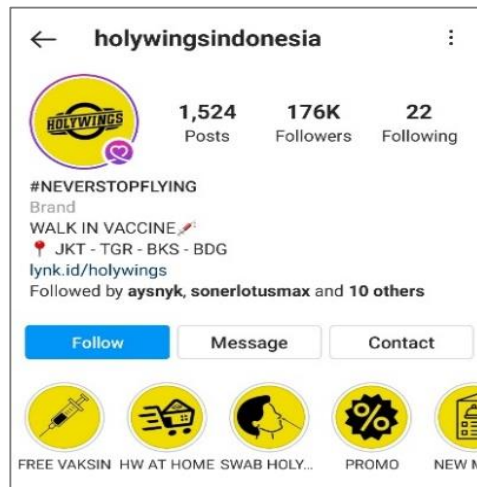 holywingsindonesia
HOLYWINGS
1,524 176K 22
Posts Followers Following
#NEVERSTOPFLYING
Brand
WALK IN VACCINE💉
📍 JKT - TGR - BKS - BDG
lynk.id/holywings
Followed by aysnyk, sonerlotusmax and 10 others
Follow Message Contact
FREE VAKSIN HW AT HOME SWAB HOLY... PROMO NEW M